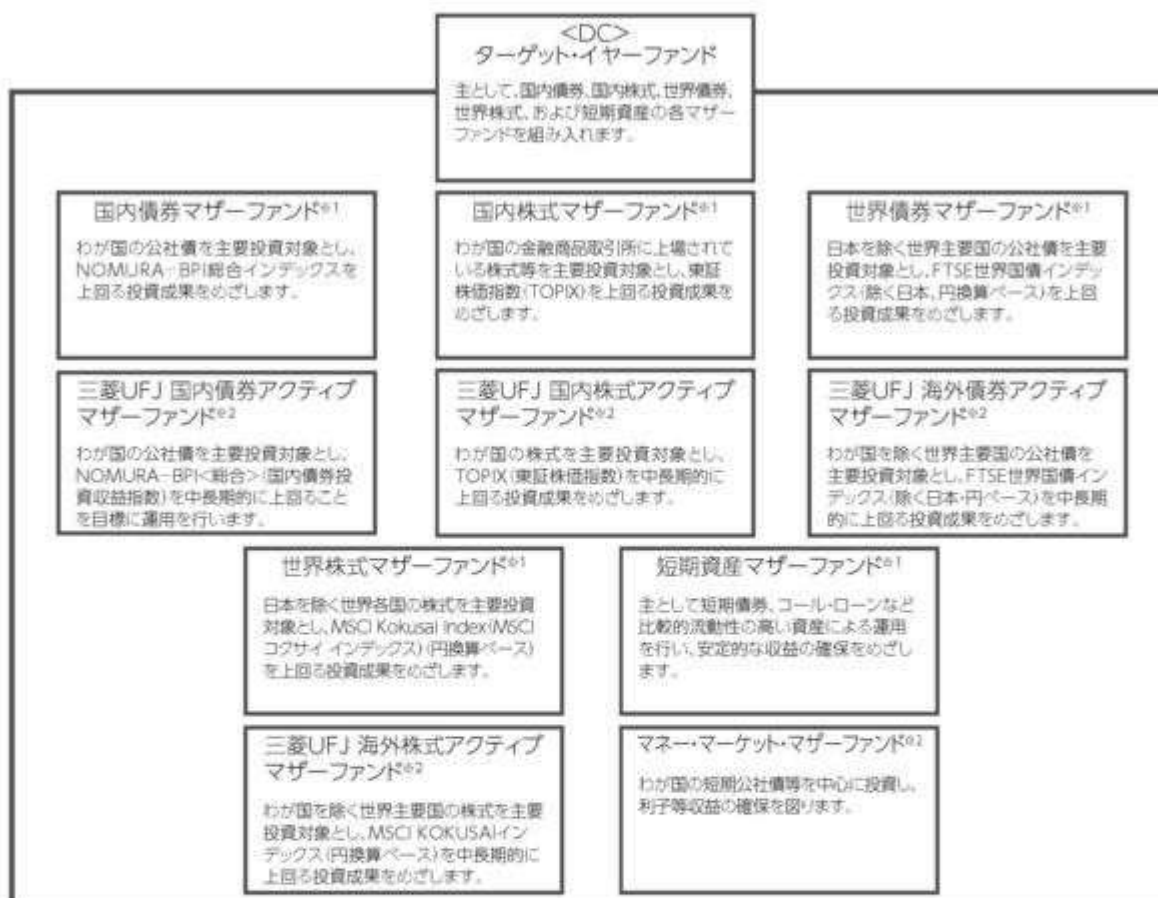 <DC>
ターゲット・イヤーファンド
主として、国内債券、国内株式、世界債券、
世界株式、および短期資産の各マザー
ファンドを組み入れます。
国内債券マザーファンド※1
わが国の公社債を主要投資対象とし、
NOMURA-BPI総合インデックスを
上回る投資成果をめざします。
国内株式マザーファンド※1
わが国の金融商品取引所に上場されて
いる株式等を主要投資対象とし、東証
株価指数(TOPIX)を上回る投資成果を
めざします。
世界債券マザーファンド※1
日本を除く世界主要国の公社債を主要
投資対象とし、FTSE世界国債インデッ
クス(除く日本、円換算ベース)を上回
る投資成果をめざします。
三菱UFJ 国内債券アクティブ
マザーファンド※2
わが国の公社債を主要投資対象とし、
NOMURA-BPI<総合>(国内債券投
資収益指数)を中長期的に上回ること
を目標に運用を行います。
三菱UFJ 国内株式アクティブ
マザーファンド※2
わが国の株式を主要投資対象とし、
TOPIX(東証株価指数)を中長期的に
上回る投資成果をめざします。
三菱UFJ 海外債券アクティブ
マザーファンド※2
わが国を除く世界主要国の公社債を
主要投資対象とし、FTSE世界国債イン
デックス(除く日本・円ベース)を中長期
的に上回る投資成果をめざします。
世界株式マザーファンド※1
日本を除く世界各国の株式を主要投資
対象とし、MSCI Kokusai Index(MSCI
コクサイ インデックス)(円換算ベース)
を上回る投資成果をめざします。
短期資産マザーファンド※1
主として短期債券、コール・ローンなど
比較的流動性の高い資産による運用
を行い、安定的な収益の確保をめざし
ます。
三菱UFJ 海外株式アクティブ
マザーファンド※2
わが国を除く世界主要国の株式を主要
投資対象とし、MSCI KOKUSAIイン
デックス(円換算ベース)を中長期的に
上回る投資成果をめざします。
マネー・マーケット・マザーファンド※2
わが国の短期公社債等を中心に投資し、
利子等収益の確保を図ります。